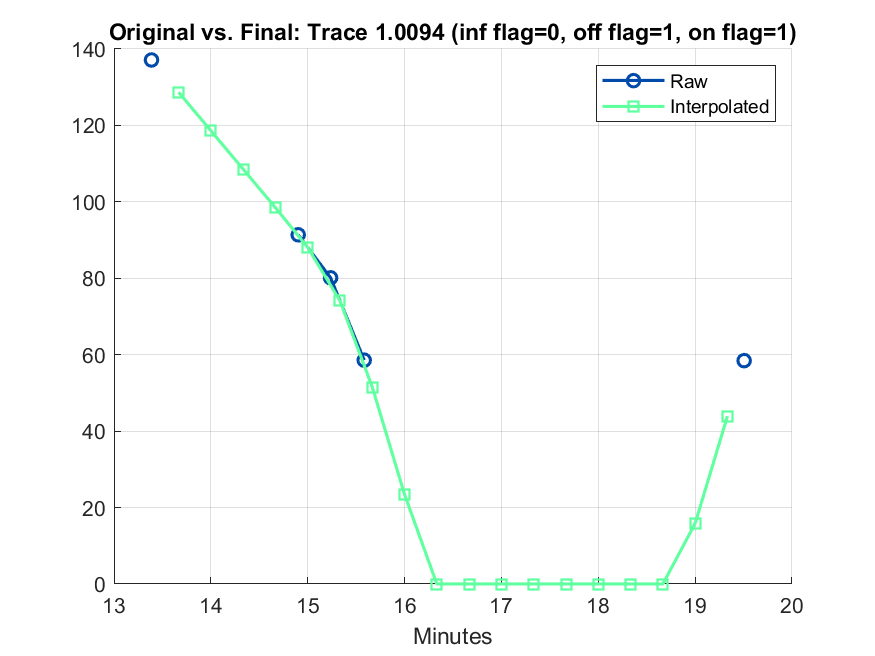 Original vs. Final: Trace 1.0094 (inf flag=0, off flag=1, on flag=1)
140
120
100
80
60
40
20
0
Raw
Interpolated
13 14 15 16 17 18 19 20
Minutes